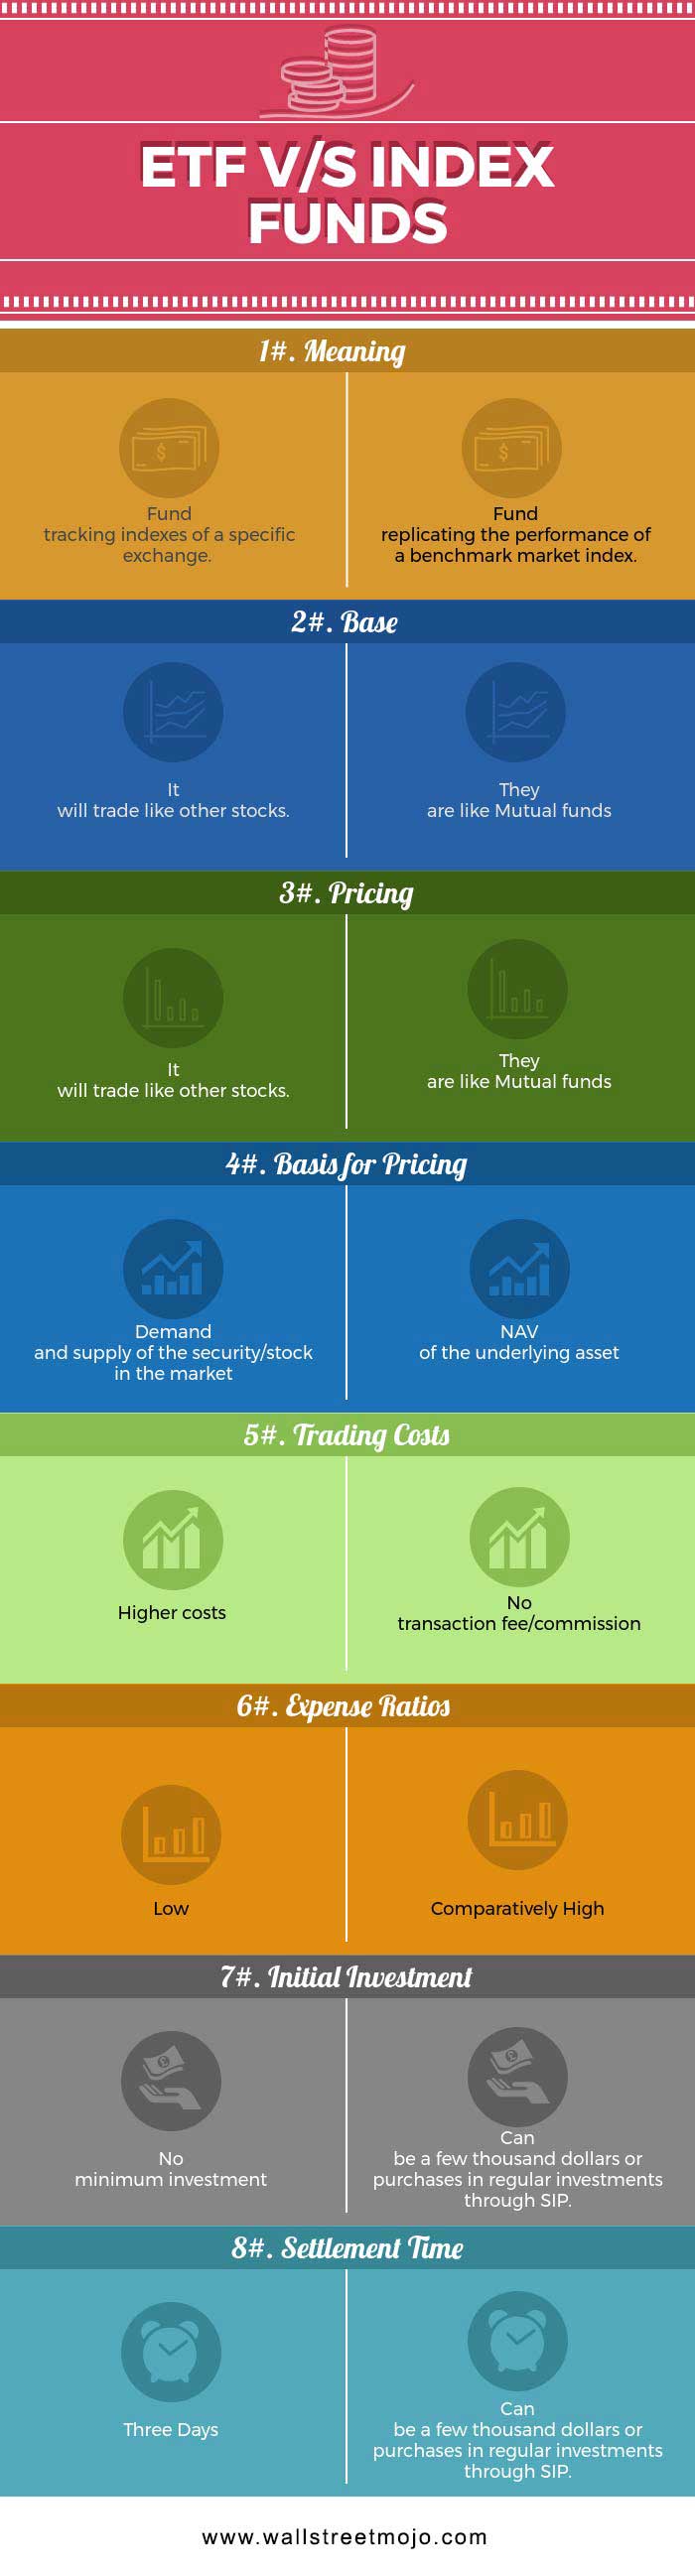 ETF V/S INDEX
FUNDS
1#. Meaning
Fund
tracking indexes of a specific
exchange.
Fund
replicating the performance of
a benchmark market index.
2#. Base
It
will trade like other stocks.
They
are like Mutual funds
3#. Pricing
It
will trade like other stocks.
They
are like Mutual funds
4#. Basis for Pricing
Demand
and supply of the security/stock
in the market
NAV
of the underlying asset
5#. Trading Costs
Higher costs
No
transaction fee/commission
6#. Expense Ratios
Low
Comparatively High
7#. Initial Investment
No
minimum investment
Can
be a few thousand dollars or
purchases in regular investments
through SIP.
8#. Settlement Time
Three Days
Can
be a few thousand dollars or
purchases in regular investments
through SIP.
www.wallstreetmojo.com